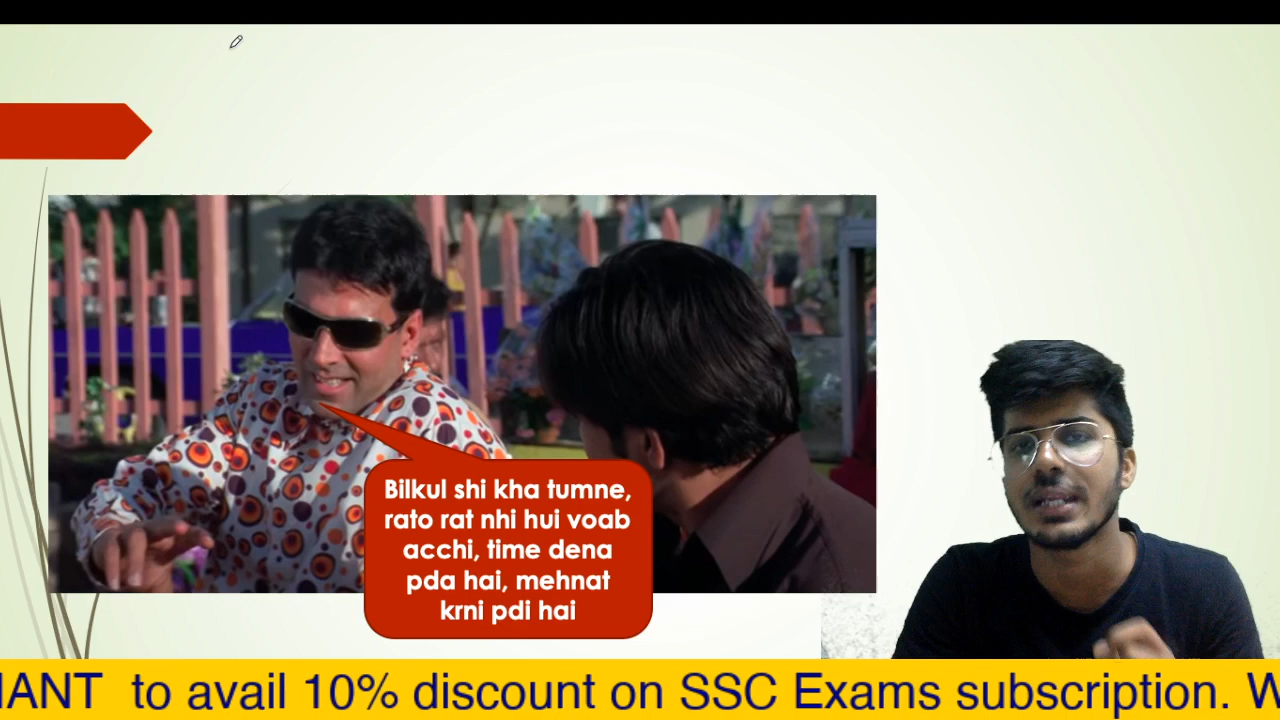 Bilkul shi kha tumne,
rato rat nhi hui voab
acchi, time dena
pda hai, mehnat
krni pdi hai
to avail 10% discount on SSC Exams subscription.